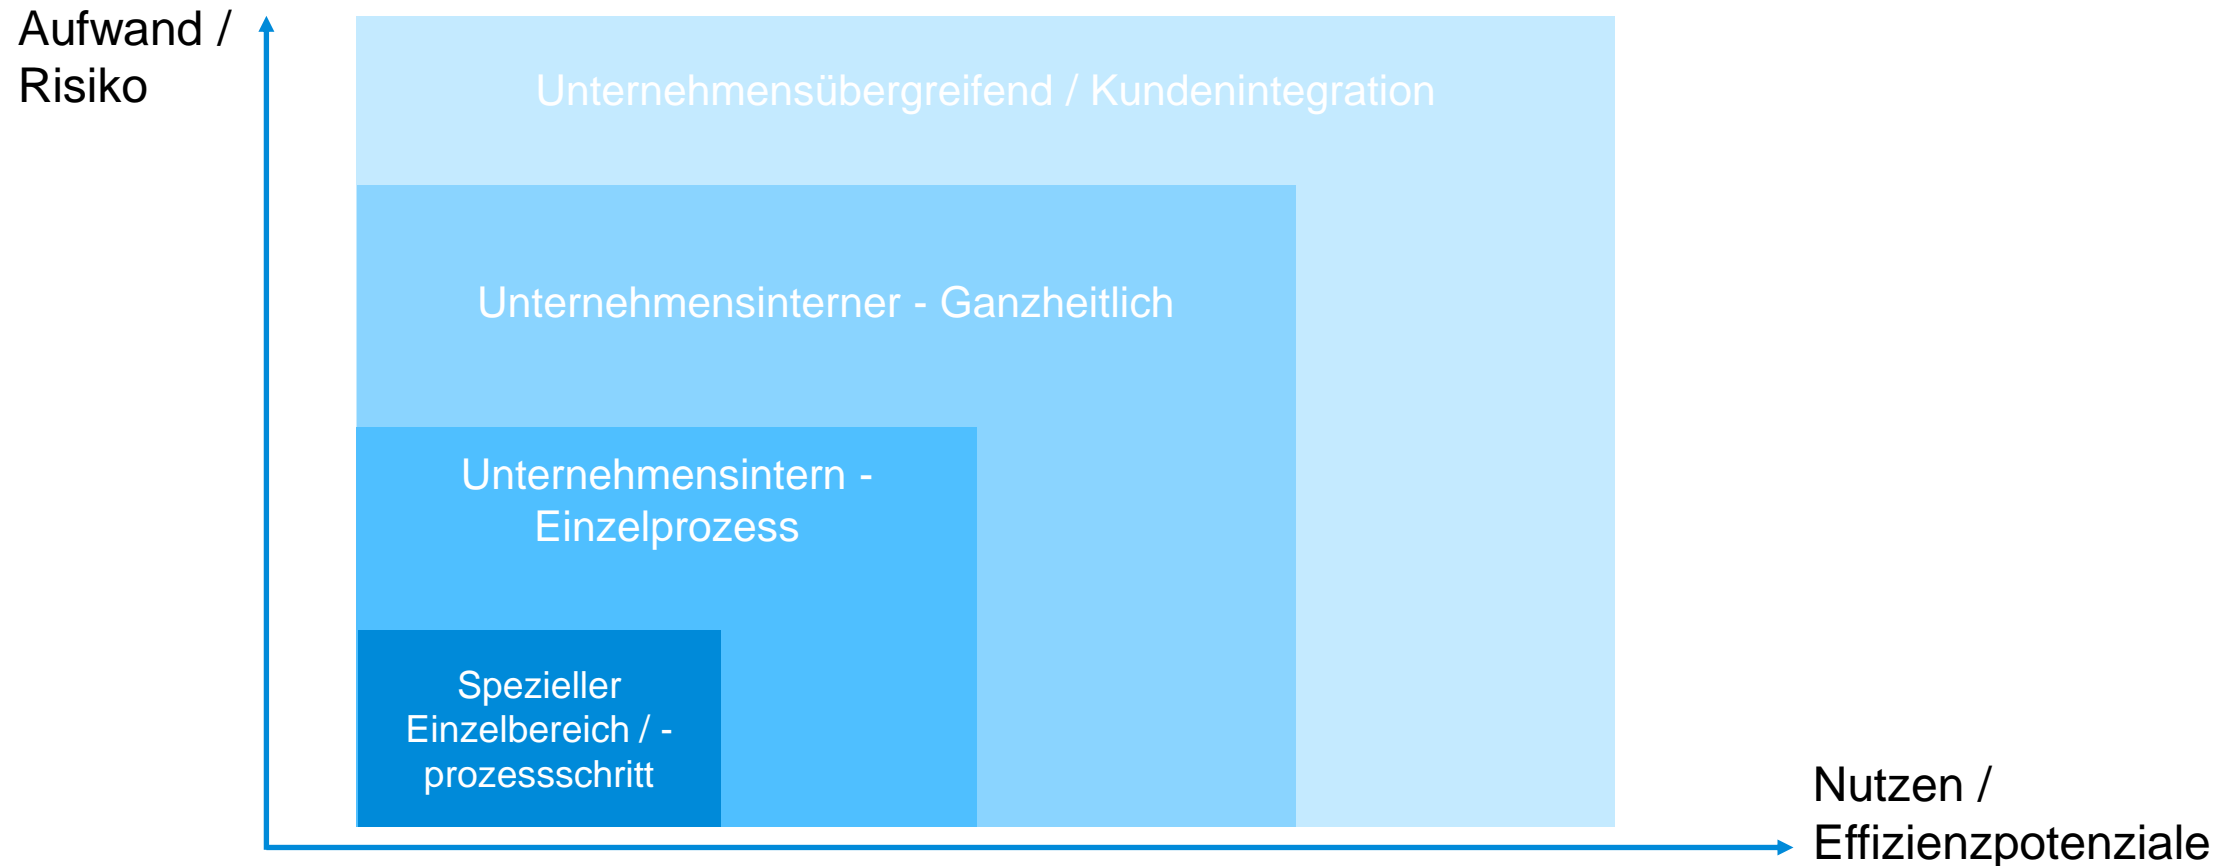 Aufwand /
Risiko
Unternehmensübergreifend / Kundenintegration
Unternehmensinterner - Ganzheitlich
Unternehmensintern -
Einzelprozess
Spezieller
Einzelbereich / -
prozessschritt
Nutzen /
Effizienzpotenziale